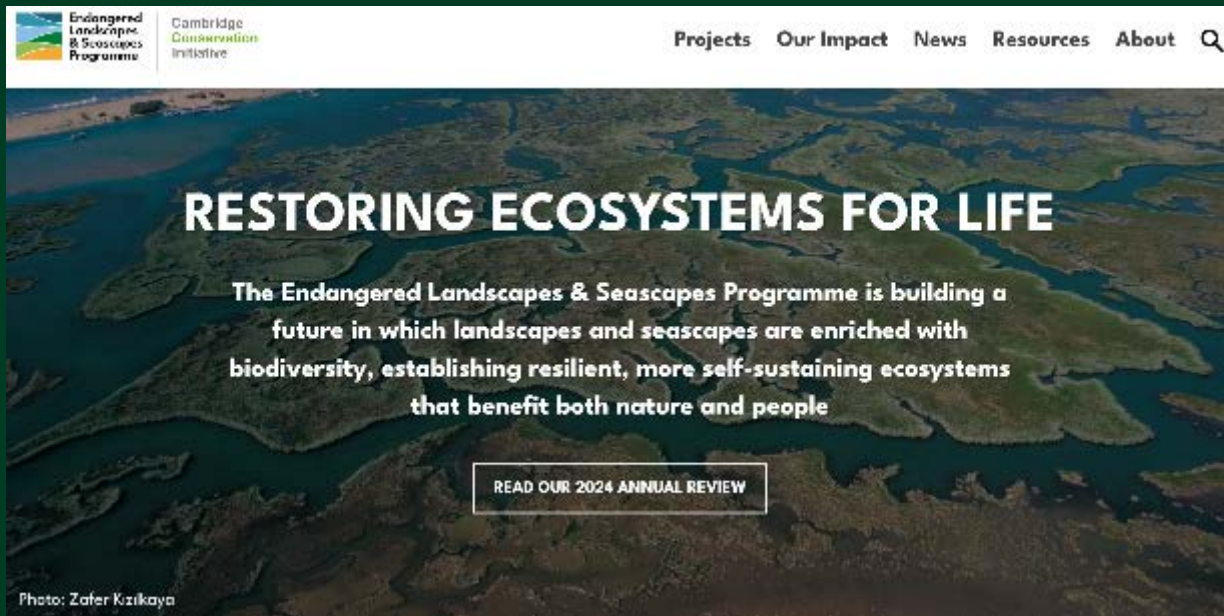 Endangered
Landscapes
& Seascapes
Programme
Cambridge
Conservation
Initiative
Projects Our Impact News Resources About
RESTORING ECOSYSTEMS FOR LIFE
The Endangered Landscapes & Seascapes Programme is building a
future in which landscapes and seascapes are enriched with
biodiversity, establishing resilient, more self-sustaining ecosystems
that benefit both nature and people
READ OUR 2024 ANNUAL REVIEW
Photo: Zafer Kızılkaya